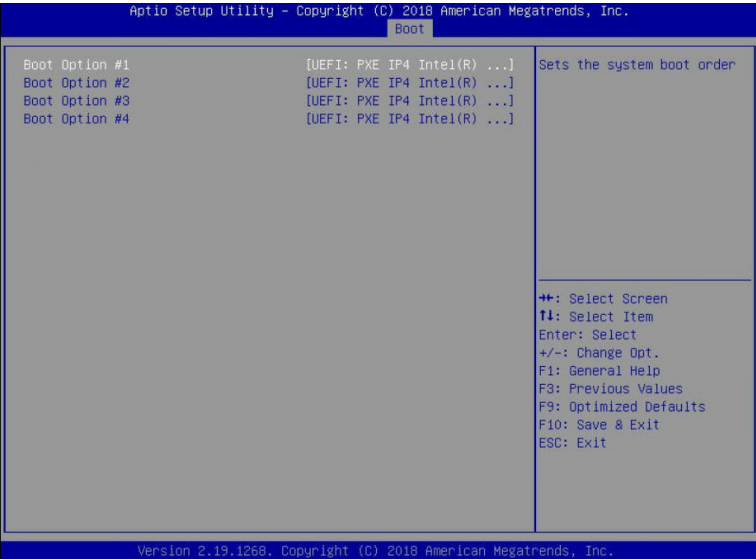 Aptio Setup Utility – Copyright (C) 2018 American Megatrends, Inc.
Boot
Boot Option #1 [UEFI: PXE IP4 Intel(R) ...]
Boot Option #2 [UEFI: PXE IP4 Intel(R) ...]
Boot Option #3 [UEFI: PXE IP4 Intel(R) ...]
Boot Option #4 [UEFI: PXE IP4 Intel(R) ...]
Sets the system boot order
→←: Select Screen
↑↓: Select Item
Enter: Select
+/-: Change Opt.
F1: General Help
F3: Previous Values
F9: Optimized Defaults
F10: Save & Exit
ESC: Exit
Version 2.19.1268. Copyright (C) 2018 American Megatrends, Inc.